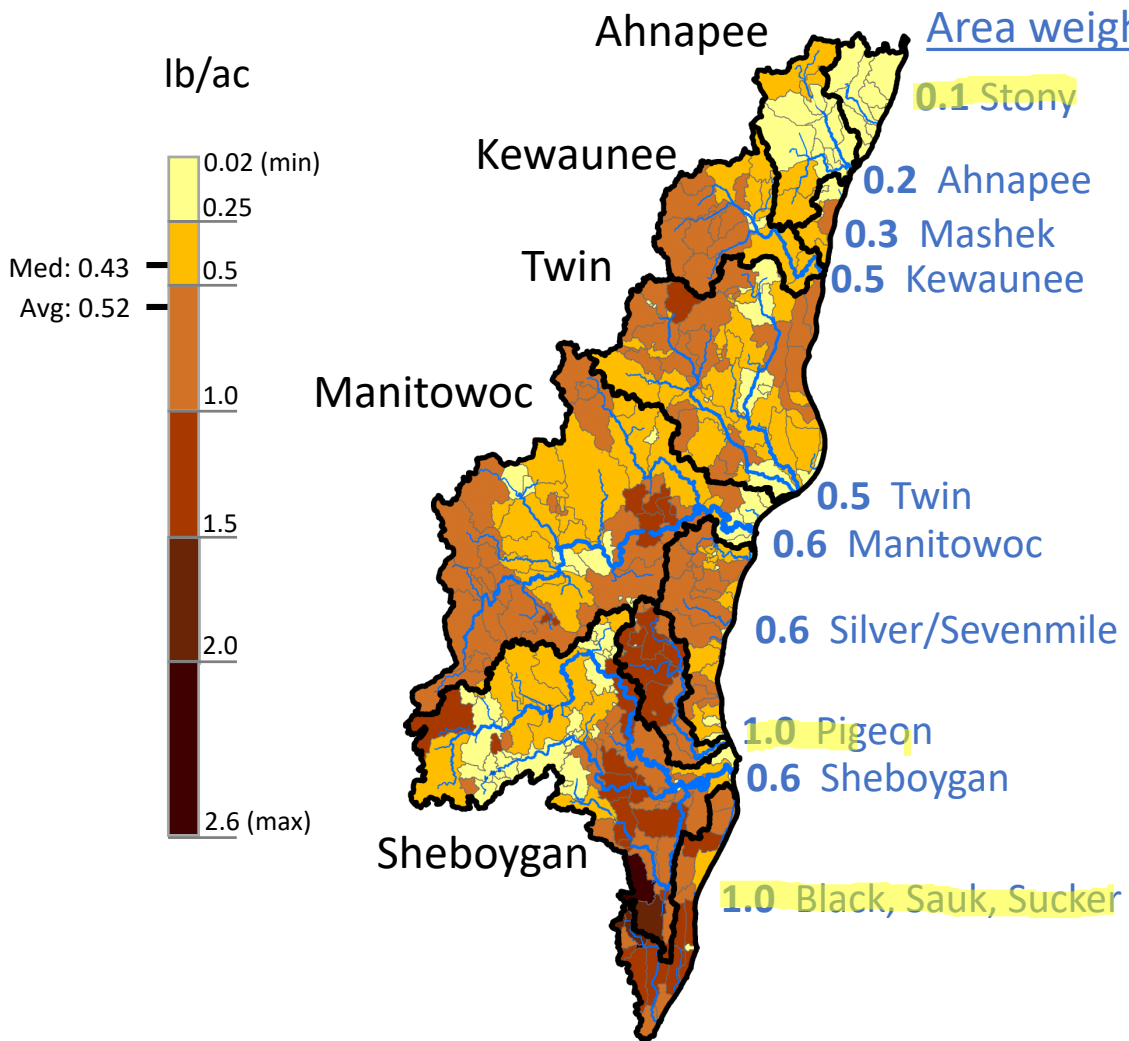 Ahnapee
Area weigh
lb/ac
0.1 Stony
Kewaunee
0.02 (min)
0.2 Ahnapee
0.25
0.3 Mashek
Twin
Med: 0.43
0.5
0.5 Kewaunee
Avg: 0.52
Manitowoc
1.0
0.5 Twin
1.5
0.6 Manitowoc
0.6 Silver/Sevenmile
2.0
1.0 Pigeon
0.6 Sheboygan
2.6 (max)
Sheboygan
1.0 Black, Sauk, Sucker